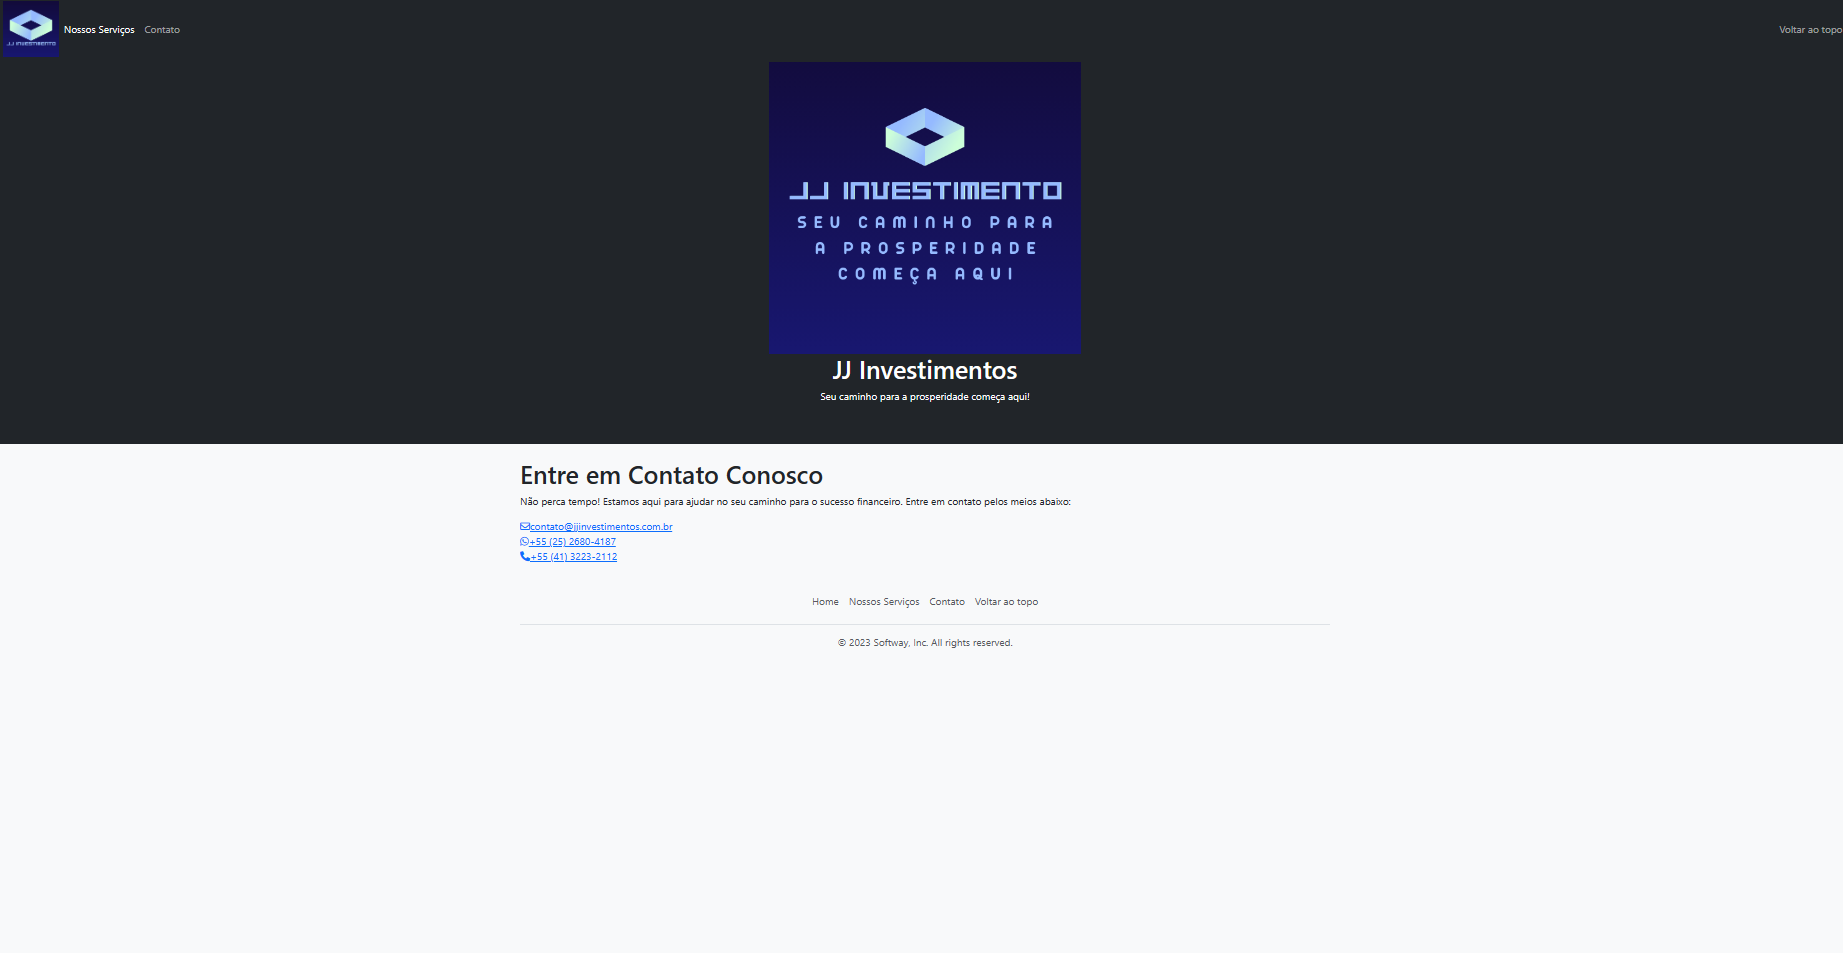 JJ INVESTIMENTO
Nossos Serviços Contato Voltar ao topo
JJ INVESTIMENTO
SEU CAMINHO PARA
A PROSPERIDADE
COMEÇA AQUI
JJ Investimentos
Seu caminho para a prosperidade começa aqui!
Entre em Contato Conosco
Não perca tempo! Estamos aqui para ajudar no seu caminho para o sucesso financeiro. Entre em contato pelos meios abaixo:
contato@jjinvestimentos.com.br
+55 (25) 2680-4187
+55 (41) 3223-2112
Home Nossos Serviços Contato Voltar ao topo
© 2023 Softway, Inc. All rights reserved.